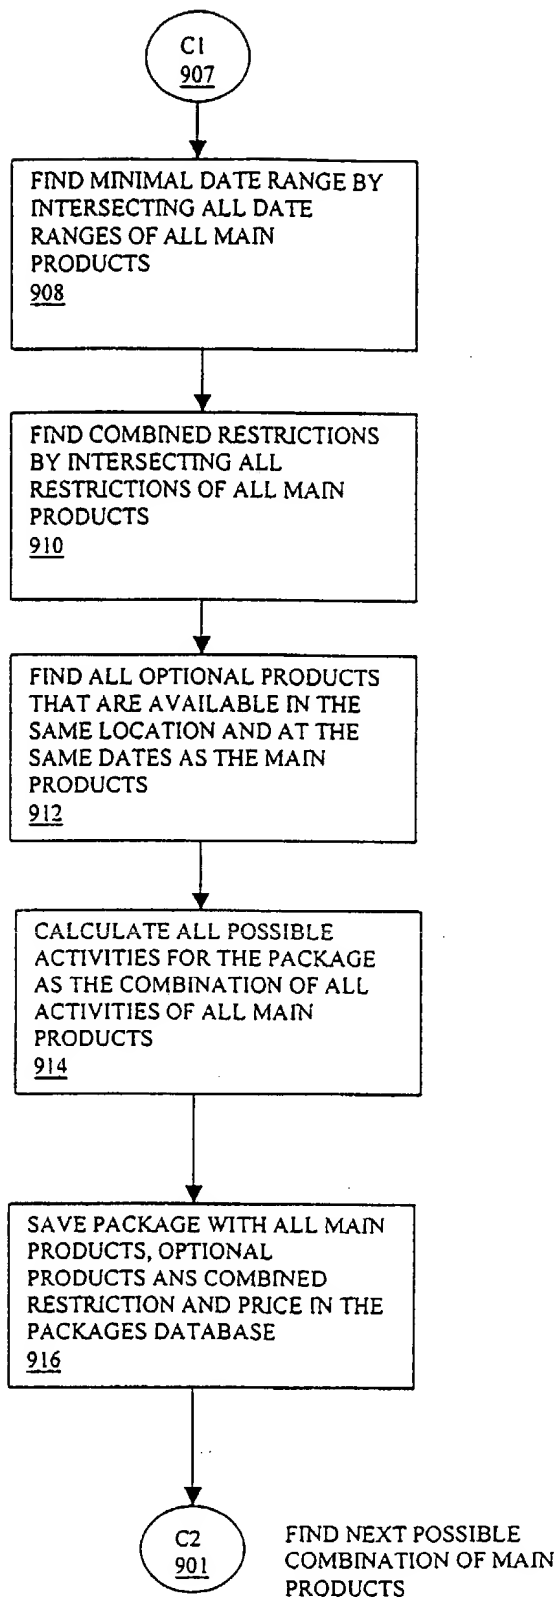 C1
907
FIND MINIMAL DATE RANGE BY
INTERSECTING ALL DATE
RANGES OF ALL MAIN
PRODUCTS
908
FIND COMBINED RESTRICTIONS
BY INTERSECTING ALL
RESTRICTIONS OF ALL MAIN
PRODUCTS
910
FIND ALL OPTIONAL PRODUCTS
THAT ARE AVAILABLE IN THE
SAME LOCATION AND AT THE
SAME DATES AS THE MAIN
PRODUCTS
912
CALCULATE ALL POSSIBLE
ACTIVITIES FOR THE PACKAGE
AS THE COMBINATION OF ALL
ACTIVITIES OF ALL MAIN
PRODUCTS
914
SAVE PACKAGE WITH ALL MAIN
PRODUCTS, OPTIONAL
PRODUCTS ANS COMBINED
RESTRICTION AND PRICE IN THE
PACKAGES DATABASE
916
C2
901
FIND NEXT POSSIBLE
COMBINATION OF MAIN
PRODUCTS